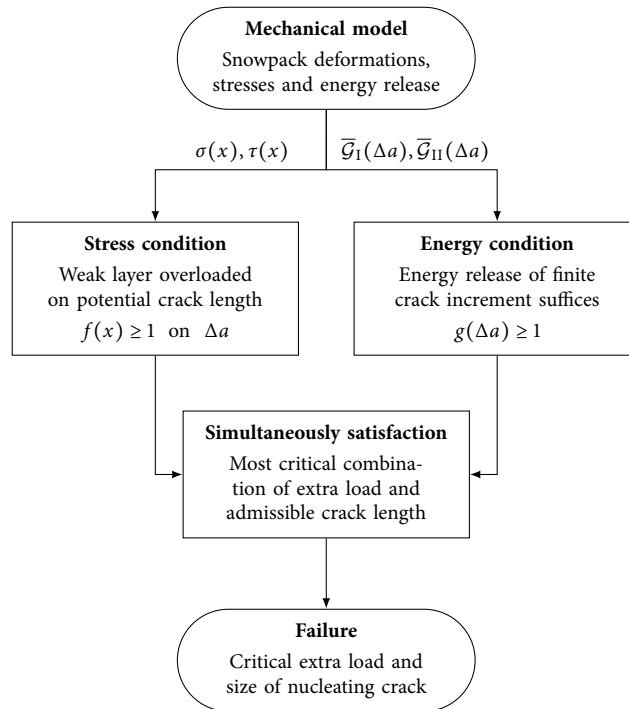 Mechanical model
Snowpack deformations,
stresses and energy release
σ(x), τ(x)
𝒢̅_I(Δa), 𝒢̅_II(Δa)
Stress condition
Weak layer overloaded
on potential crack length
f(x) ≥ 1 on Δa
Energy condition
Energy release of finite
crack increment suffices
g(Δa) ≥ 1
Simultaneously satisfaction
Most critical combina-
tion of extra load and
admissible crack length
Failure
Critical extra load and
size of nucleating crack